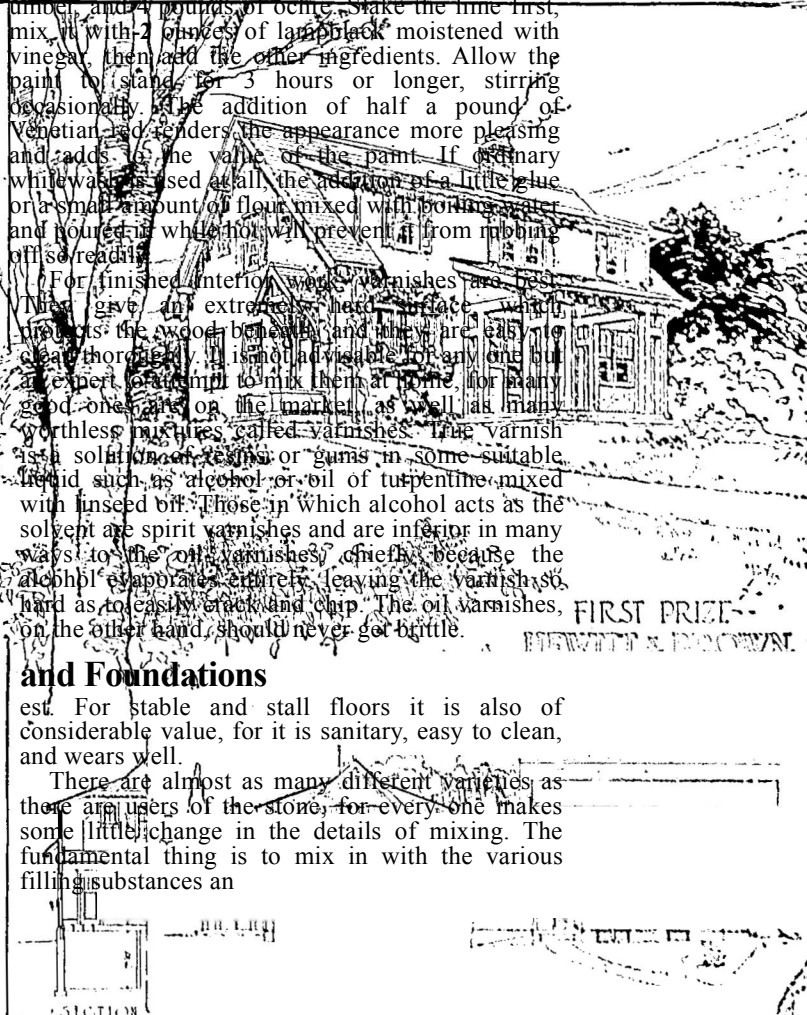 umber, and 4 pounds of ochre. Slake the lime first,
mix it with 2 ounces of lampblack moistened with
vinegar, then add the other ingredients. Allow the
paint to stand for 3 hours or longer, stirring
occasionally. The addition of half a pound of
Venetian red renders the appearance more pleasing
and adds to the value of the paint. If ordinary
whitewash is used at all, the addition of a little glue
or a small amount of flour mixed with boiling water
and poured in while hot will prevent it from rubbing
off so readily.
For finished interior work varnishes are best.
They give an extremely hard surface which
protects the wood beneath, and they are easy to
clean thoroughly. It is not advisable for any one but
an expert to attempt to mix them at home, for many
good ones are on the market, as well as many
worthless mixtures called varnishes. True varnish
is a solution of resins or gums in some suitable
liquid such as alcohol or oil of turpentine mixed
with linseed oil. Those in which alcohol acts as the
solvent are spirit varnishes and are inferior in many
ways to the oil varnishes, chiefly because the
alcohol evaporates entirely, leaving the varnish so
hard as to easily crack and chip. The oil varnishes,
on the other hand, should never get brittle.
FIRST PRIZE
HEWITT & BROWN
and Foundations
est. For stable and stall floors it is also of
considerable value, for it is sanitary, easy to clean,
and wears well.
There are almost as many different varieties as
there are users of the stone, for every one makes
some little change in the details of mixing. The
fundamental thing is to mix in with the various
filling substances an
SECTION